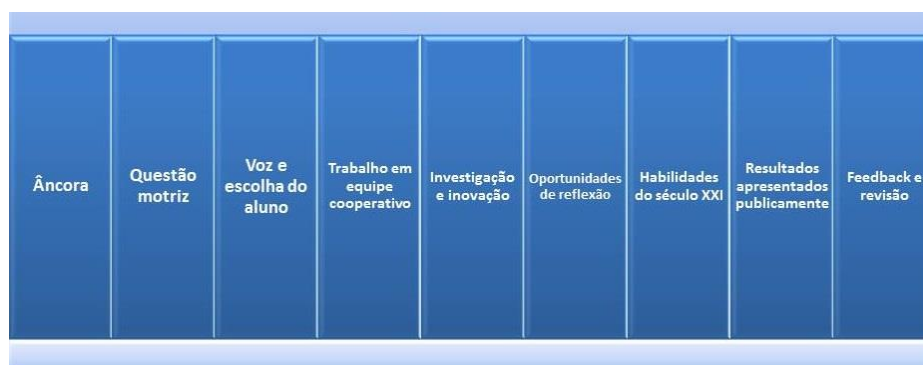 Âncora
Questão
motriz
Voz e
escolha do
aluno
Trabalho em
equipe
cooperativo
Investigação
e inovação
Oportunidades
de reflexão
Habilidades
do século XXI
Resultados
apresentados
publicamente
Feedback e
revisão